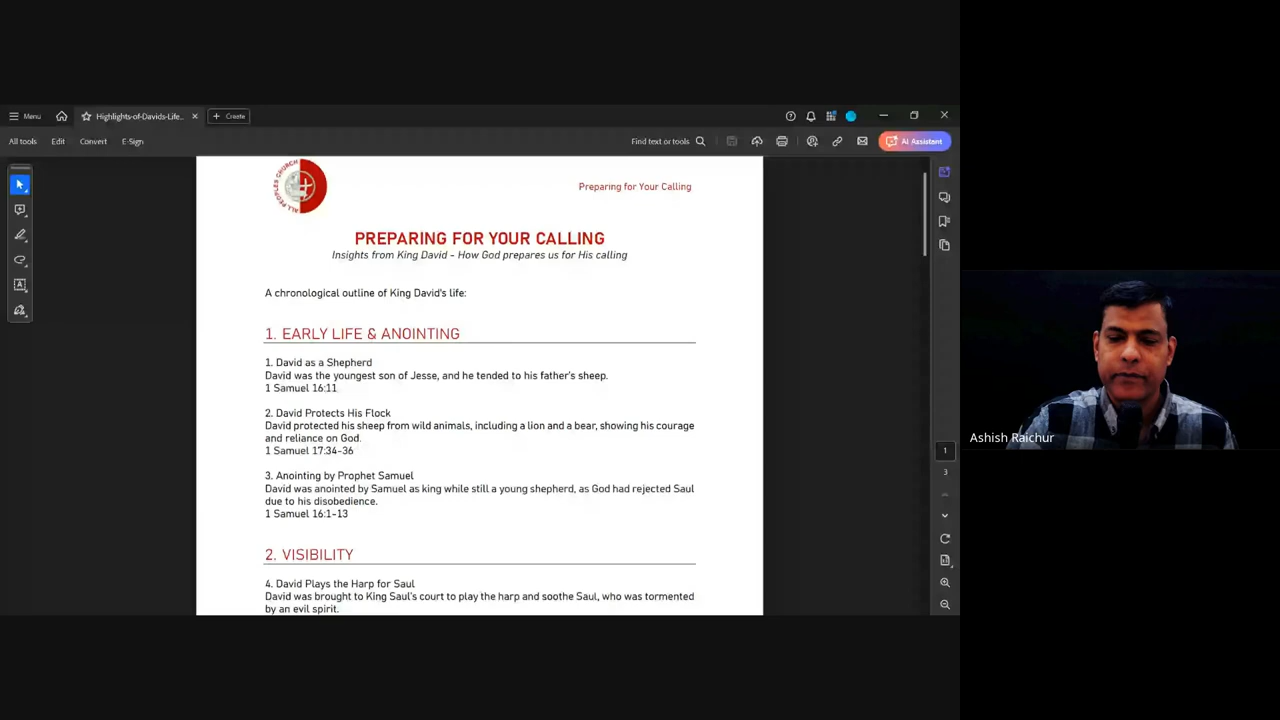 Menu
Highlights-of-Davids-Life...
Create
All tools
Edit
Convert
E-Sign
Find text or tools
AI Assistant
ALL PEOPLES CHURCH
Preparing for Your Calling
PREPARING FOR YOUR CALLING
Insights from King David - How God prepares us for His calling
A chronological outline of King David's life:
1. EARLY LIFE & ANOINTING
1. David as a Shepherd
David was the youngest son of Jesse, and he tended to his father's sheep.
1 Samuel 16:11
2. David Protects His Flock
David protected his sheep from wild animals, including a lion and a bear, showing his courage
and reliance on God.
1 Samuel 17:34-36
3. Anointing by Prophet Samuel
David was anointed by Samuel as king while still a young shepherd, as God had rejected Saul
due to his disobedience.
1 Samuel 16:1-13
2. VISIBILITY
4. David Plays the Harp for Saul
David was brought to King Saul's court to play the harp and soothe Saul, who was tormented
by an evil spirit.
1
3
Ashish Raichur